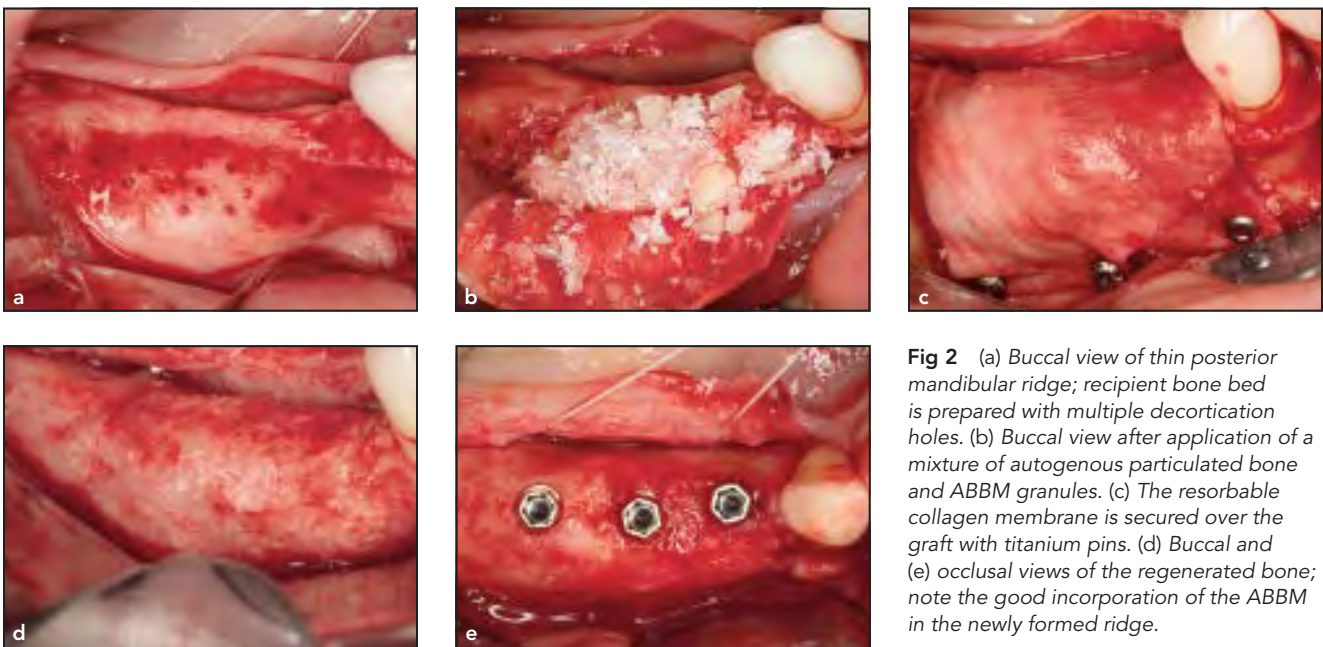 a
b
c
d
e
Fig 2 (a) Buccal view of thin posterior
mandibular ridge; recipient bone bed
is prepared with multiple decortication
holes. (b) Buccal view after application of a
mixture of autogenous particulated bone
and ABBM granules. (c) The resorbable
collagen membrane is secured over the
graft with titanium pins. (d) Buccal and
(e) occlusal views of the regenerated bone;
note the good incorporation of the ABBM
in the newly formed ridge.